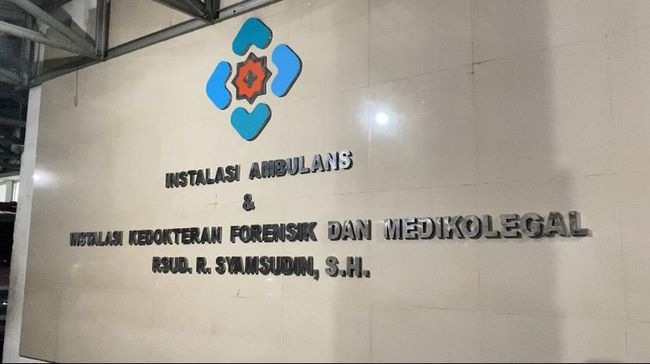 INSTALASI AMBULANS
&
INSTALASI KEDOKTERAN FORENSIK DAN MEDIKOLEGAL
RSUD. R. SYAMSUDIN, S.H.